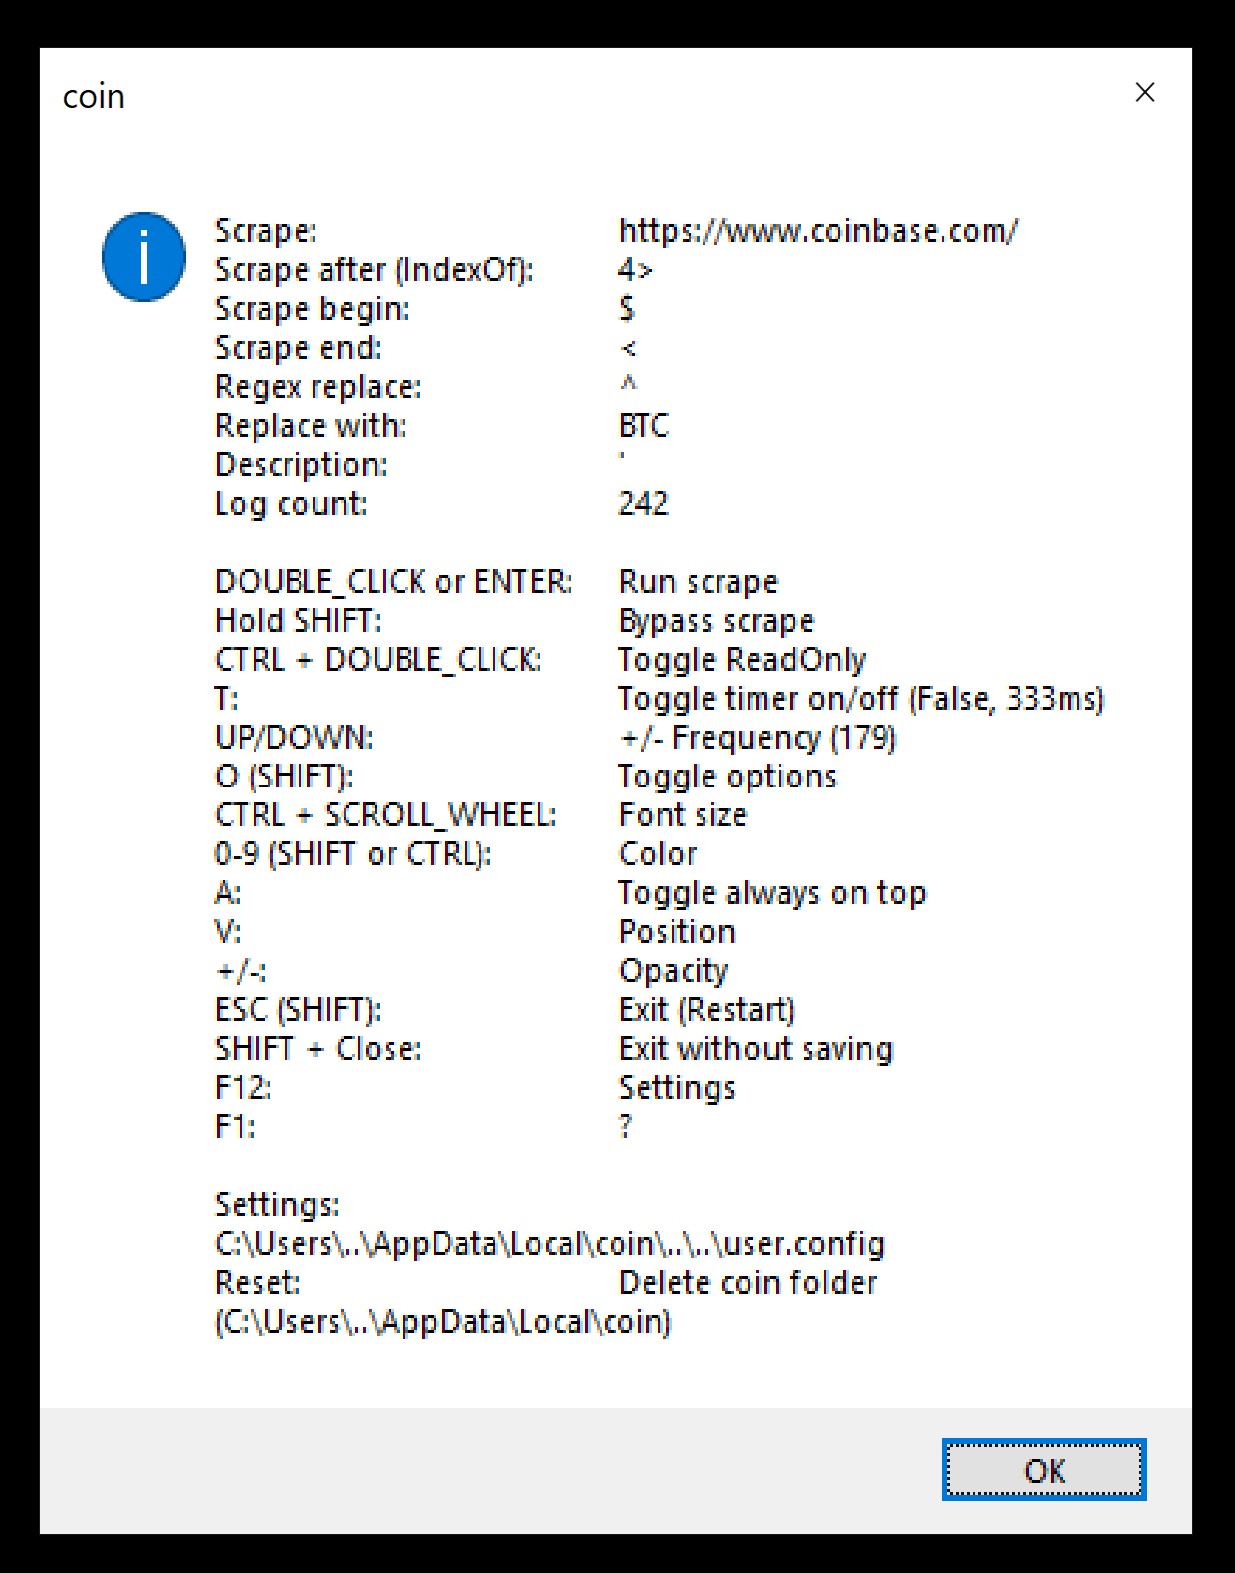 coin
Scrape: https://www.coinbase.com/
Scrape after (IndexOf): 4>
Scrape begin: $
Scrape end: <
Regex replace: ^
Replace with: BTC
Description: '
Log count: 242
DOUBLE_CLICK or ENTER: Run scrape
Hold SHIFT: Bypass scrape
CTRL + DOUBLE_CLICK: Toggle ReadOnly
T: Toggle timer on/off (False, 333ms)
UP/DOWN: +/- Frequency (179)
O (SHIFT): Toggle options
CTRL + SCROLL_WHEEL: Font size
0-9 (SHIFT or CTRL): Color
A: Toggle always on top
V: Position
+/-: Opacity
ESC (SHIFT): Exit (Restart)
SHIFT + Close: Exit without saving
F12: Settings
F1: ?
Settings:
C:\Users\..\AppData\Local\coin\..\..\user.config
Reset: Delete coin folder
(C:\Users\..\AppData\Local\coin)
OK